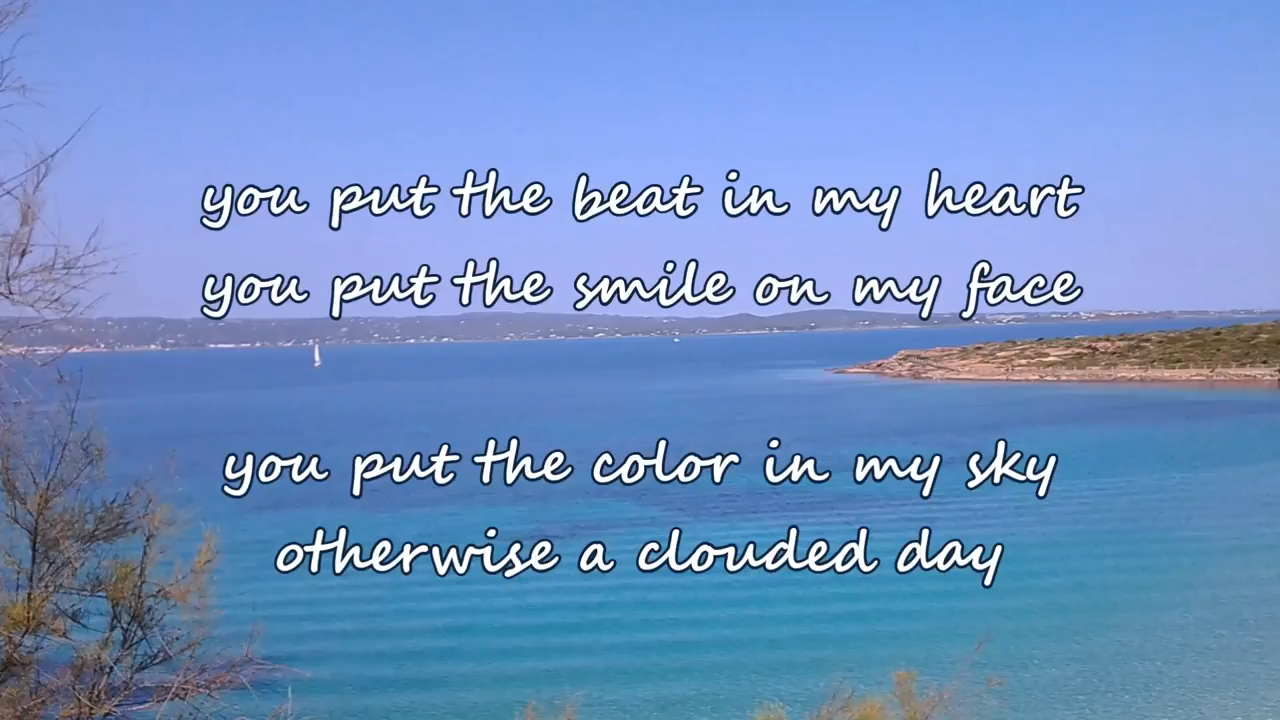 you put the beat in my heart
you put the smile on my face
you put the color in my sky
otherwise a clouded day